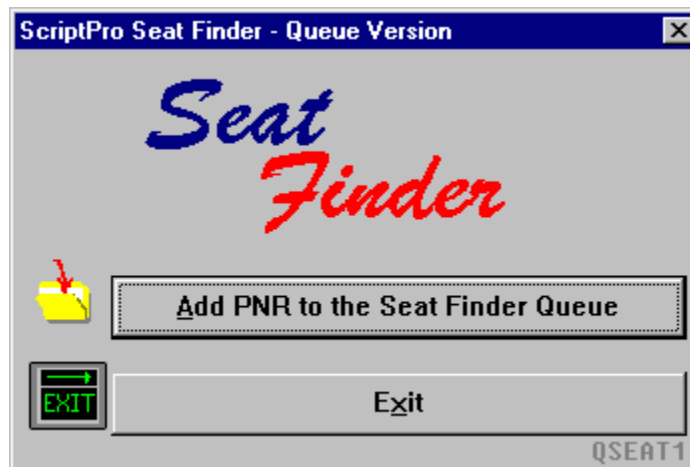 ScriptPro Seat Finder - Queue Version
Seat
Finder
Add PNR to the Seat Finder Queue
EXIT
Exit
QSEAT1